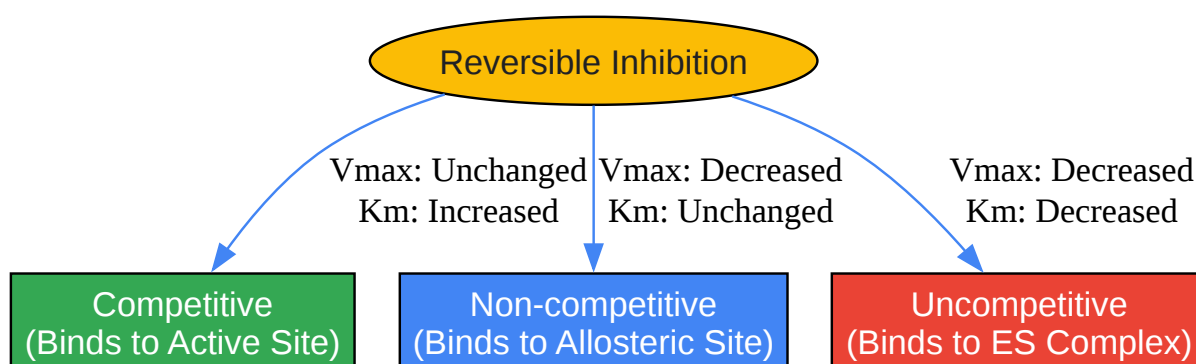 Reversible Inhibition
Vmax: Unchanged
Km: Increased
Vmax: Decreased
Km: Unchanged
Vmax: Decreased
Km: Decreased
Competitive
(Binds to Active Site)
Non-competitive
(Binds to Allosteric Site)
Uncompetitive
(Binds to ES Complex)